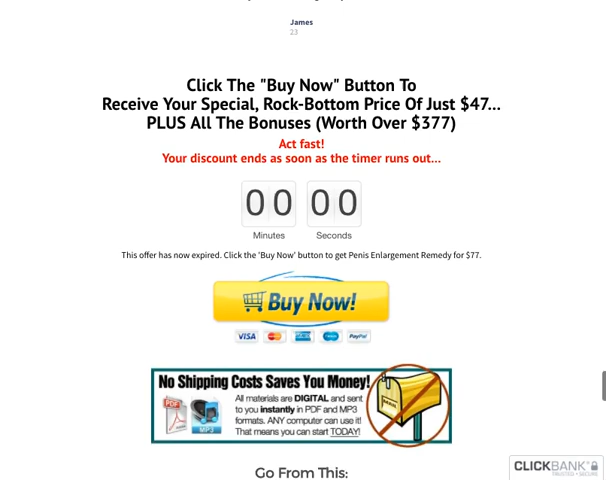 James
23
Click The "Buy Now" Button To
Receive Your Special, Rock-Bottom Price Of Just $47...
PLUS All The Bonuses (Worth Over $377)
Act fast!
Your discount ends as soon as the timer runs out...
00 00
Minutes Seconds
This offer has now expired. Click the 'Buy Now' button to get Penis Enlargement Remedy for $77.
Buy Now!
VISA PayPal
No Shipping Costs Saves You Money!
All materials are DIGITAL and sent
to you instantly in PDF and MP3
formats. ANY computer can use it!
That means you can start TODAY!
PDF MP3
CLICKBANK®
TRUSTED • SECURE
Go From This: